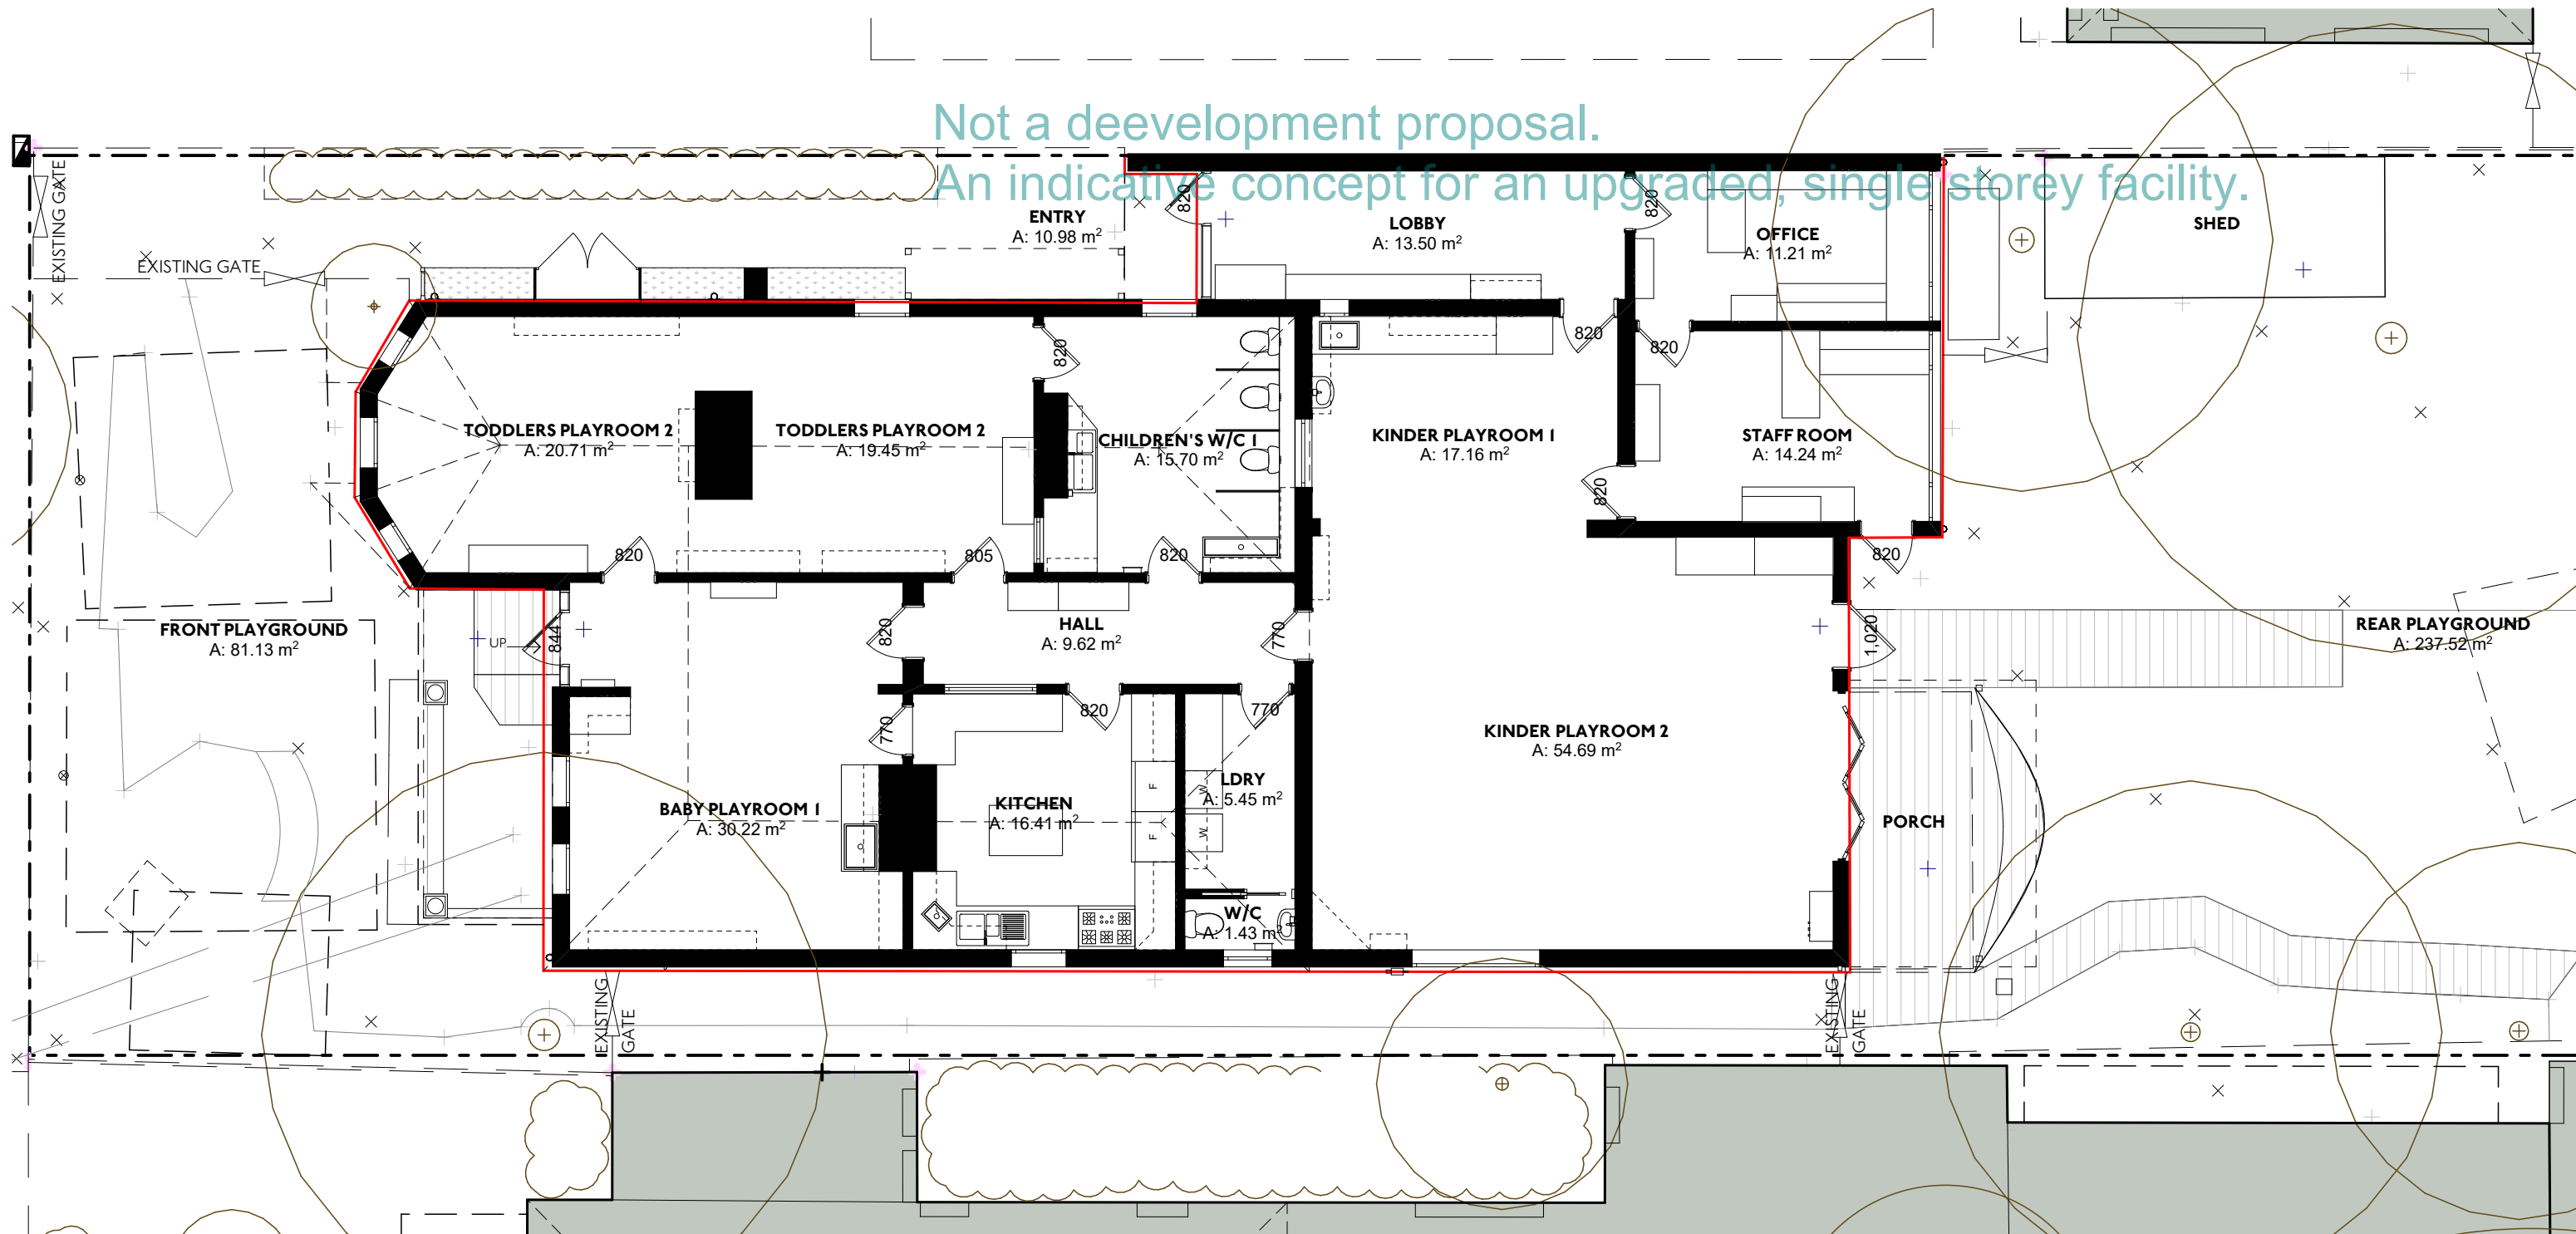 Not a deevelopment proposal.
An indicative concept for an upgraded, single storey facility.
EXISTING GATE
EXISTING GATE
ENTRY
A: 10.98 m²
820
LOBBY
A: 13.50 m²
820
OFFICE
A: 11.21 m²
SHED
820
820
820
TODDLERS PLAYROOM 2
A: 20.71 m²
TODDLERS PLAYROOM 2
A: 19.45 m²
CHILDREN'S W/C 1
A: 15.70 m²
KINDER PLAYROOM 1
A: 17.16 m²
STAFF ROOM
A: 14.24 m²
820
820
805
820
820
FRONT PLAYGROUND
A: 81.13 m²
UP
844
820
HALL
A: 9.62 m²
770
1,020
REAR PLAYGROUND
A: 237.52 m²
770
820
770
KINDER PLAYROOM 2
A: 54.69 m²
BABY PLAYROOM 1
A: 30.22 m²
KITCHEN
A: 16.41 m²
F
F
LDRY
A: 5.45 m²
W
W
PORCH
W/C
A: 1.43 m²
EXISTING
GATE
EXISTING
GATE